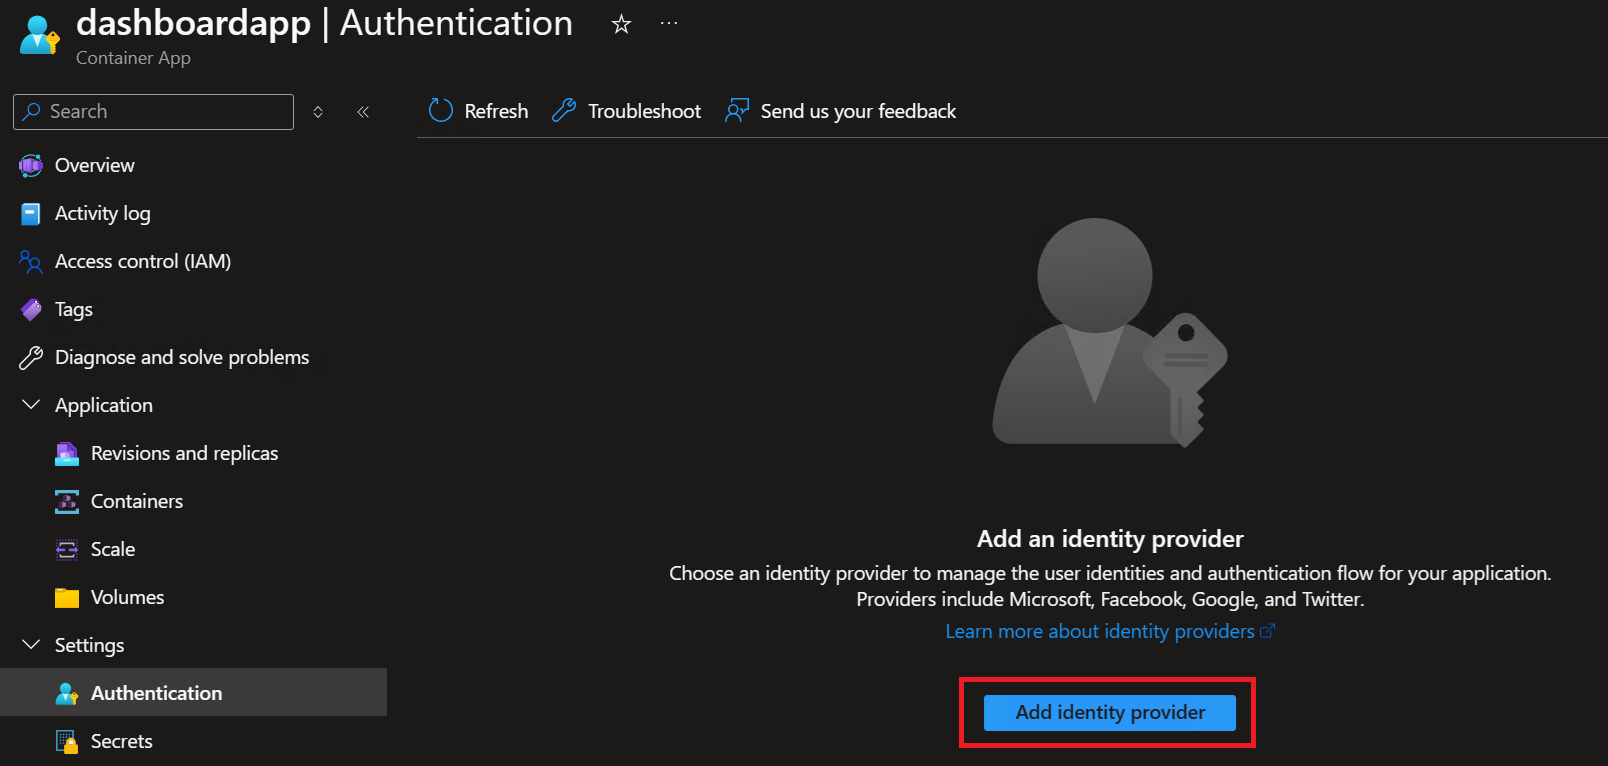 dashboardapp | Authentication
Container App
Search
Refresh
Troubleshoot
Send us your feedback
Overview
Activity log
Access control (IAM)
Tags
Diagnose and solve problems
Application
Revisions and replicas
Containers
Scale
Volumes
Settings
Authentication
Secrets
Add an identity provider
Choose an identity provider to manage the user identities and authentication flow for your application.
Providers include Microsoft, Facebook, Google, and Twitter.
Learn more about identity providers
Add identity provider